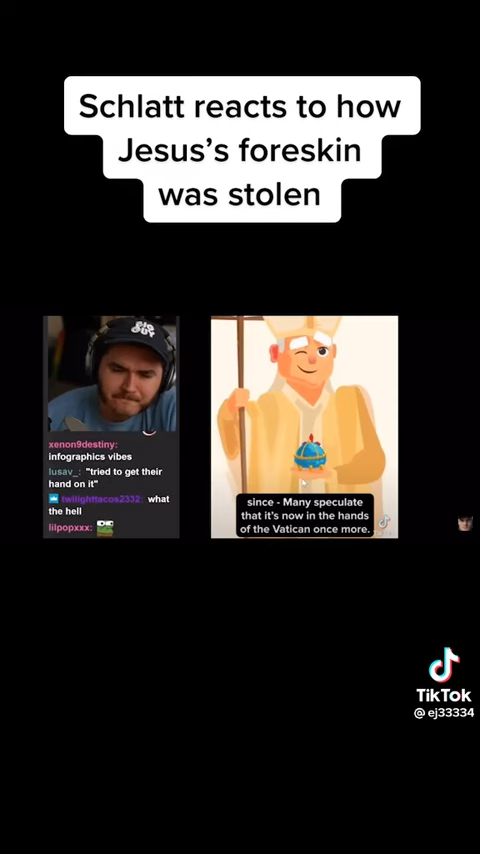 Schlatt reacts to how
Jesus's foreskin
was stolen
xenon9destiny:
infographics vibes
lusav_: "tried to get their
hand on it"
twilighttacos2332: what
the hell
lilpopxxx:
since - Many speculate
that it's now in the hands
of the Vatican once more.
TikTok
@ ej33334